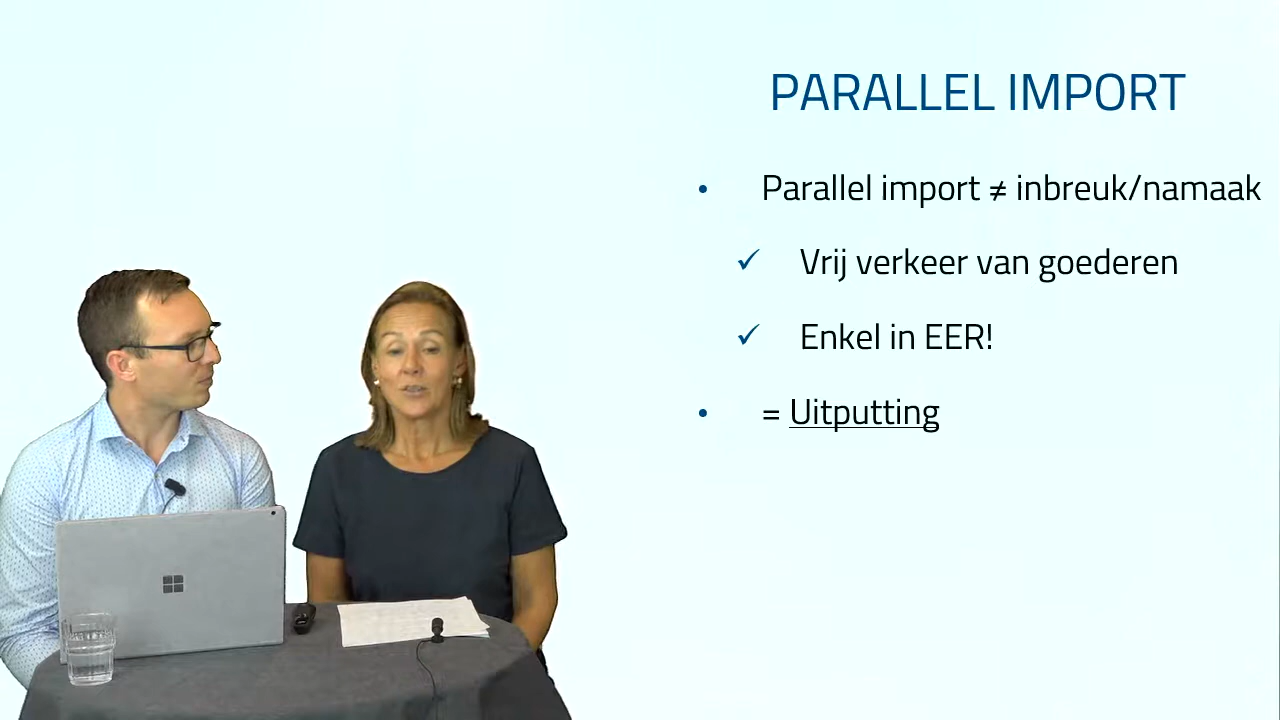 PARALLEL IMPORT
• Parallel import ≠ inbreuk/namaak
✓ Vrij verkeer van goederen
✓ Enkel in EER!
• = Uitputting